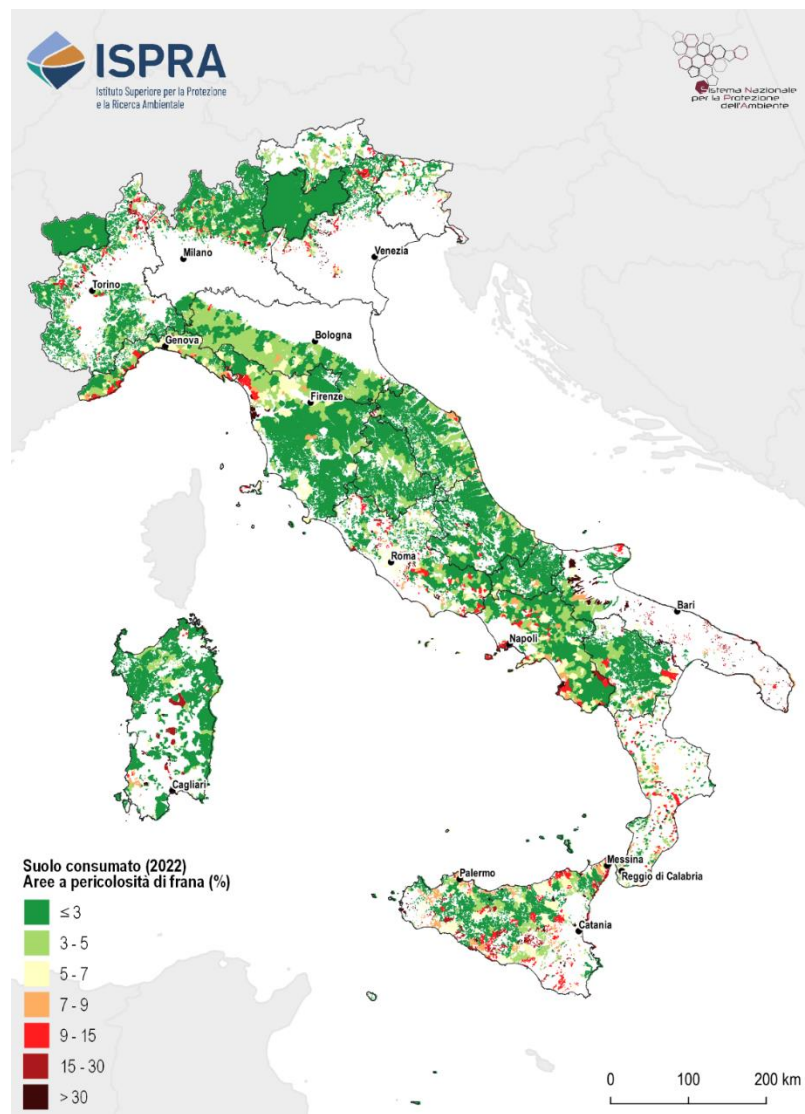 ISPRA
Istituto Superiore per la Protezione
e la Ricerca Ambientale
Sistema Nazionale
per la Protezione
dell'Ambiente
Milano
Venezia
Torino
Genova
Bologna
Firenze
Roma
Bari
Napoli
Cagliari
Palermo
Messina
Reggio di Calabria
Catania
Suolo consumato (2022)
Aree a pericolosità di frana (%)
≤ 3
3 - 5
5 - 7
7 - 9
9 - 15
15 - 30
> 30
0 100 200 km